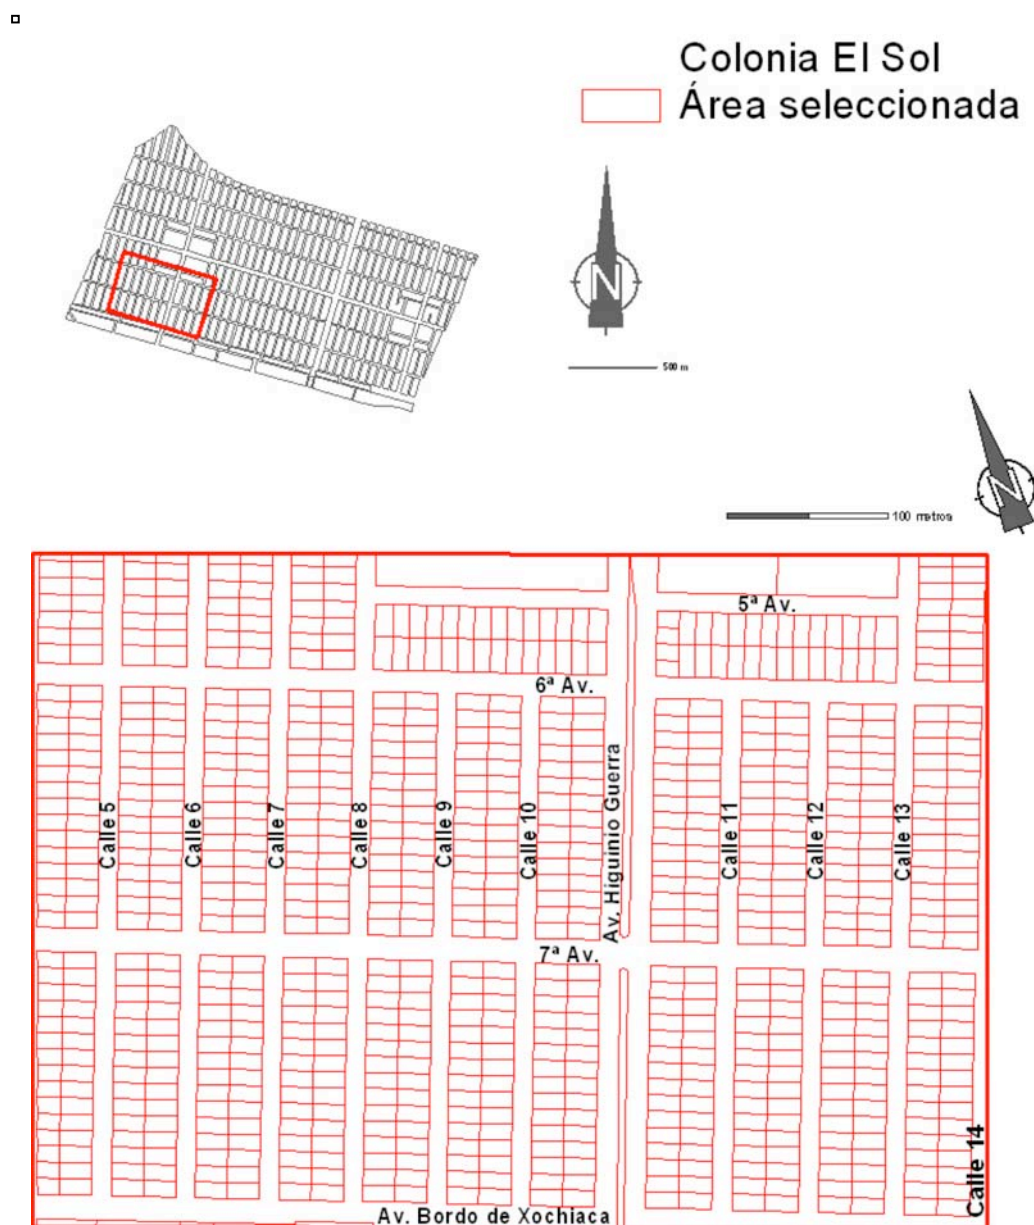 Colonia El Sol
Área seleccionada
N
500 m
N
100 metros
5ª Av.
6ª Av.
Calle 5
Calle 6
Calle 7
Calle 8
Calle 9
Calle 10
Av. Higuinio Guerra
Calle 11
Calle 12
Calle 13
7ª Av.
Calle 14
Av. Bordo de Xochiaca